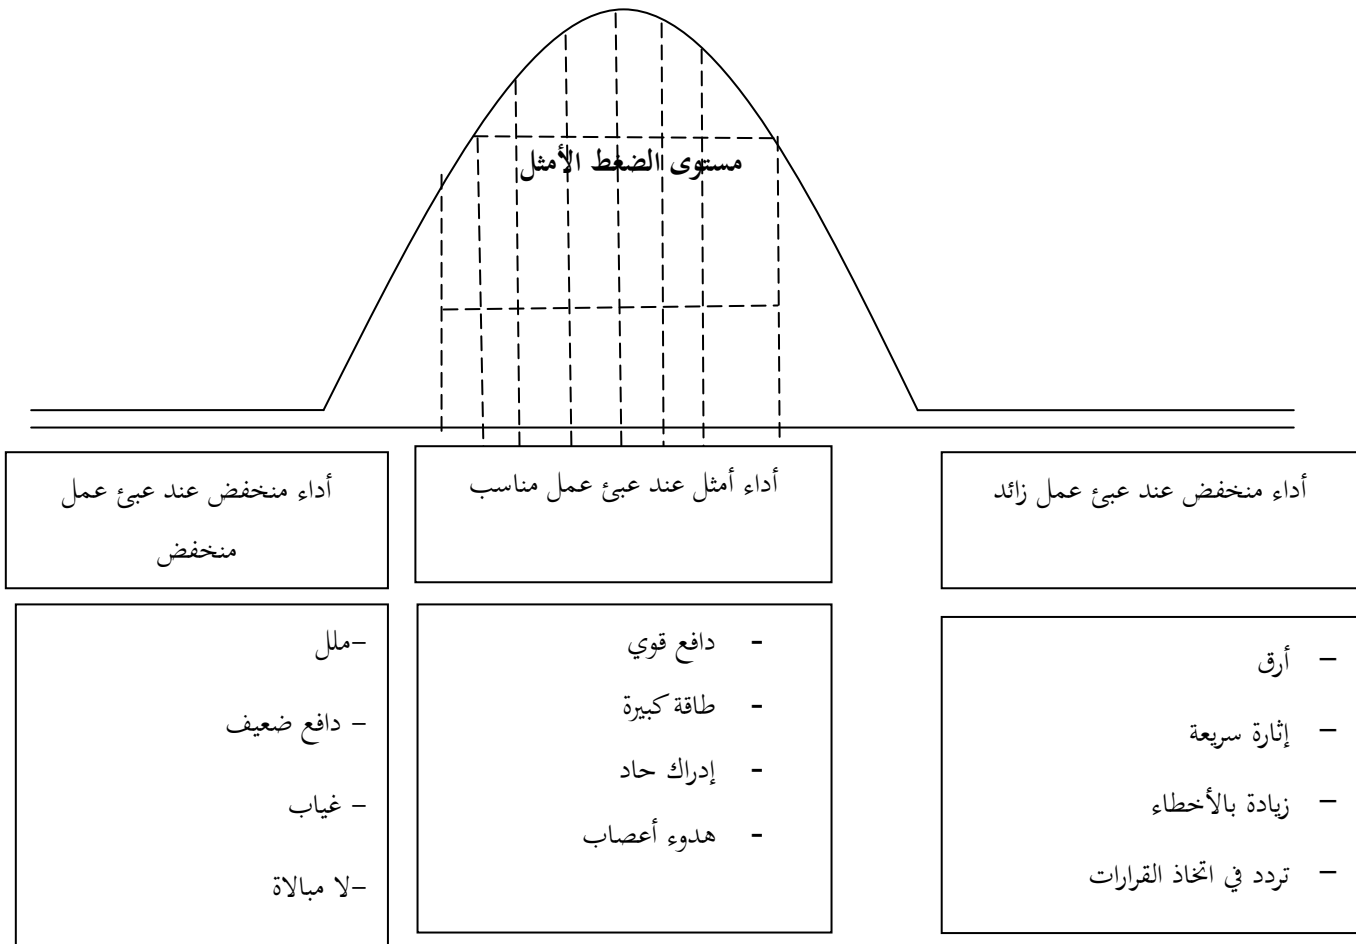 مستوى الضغط الأمثل
أداء منخفض عند عبئ عمل زائد
أداء أمثل عند عبئ عمل مناسب
أداء منخفض عند عبئ عمل
منخفض
- أرق
- إثارة سريعة
- زيادة بالأخطاء
- تردد في اتخاذ القرارات
- دافع قوي
- طاقة كبيرة
- إدراك حاد
- هدوء أعصاب
-ملل
- دافع ضعيف
- غياب
-لا مبالاة